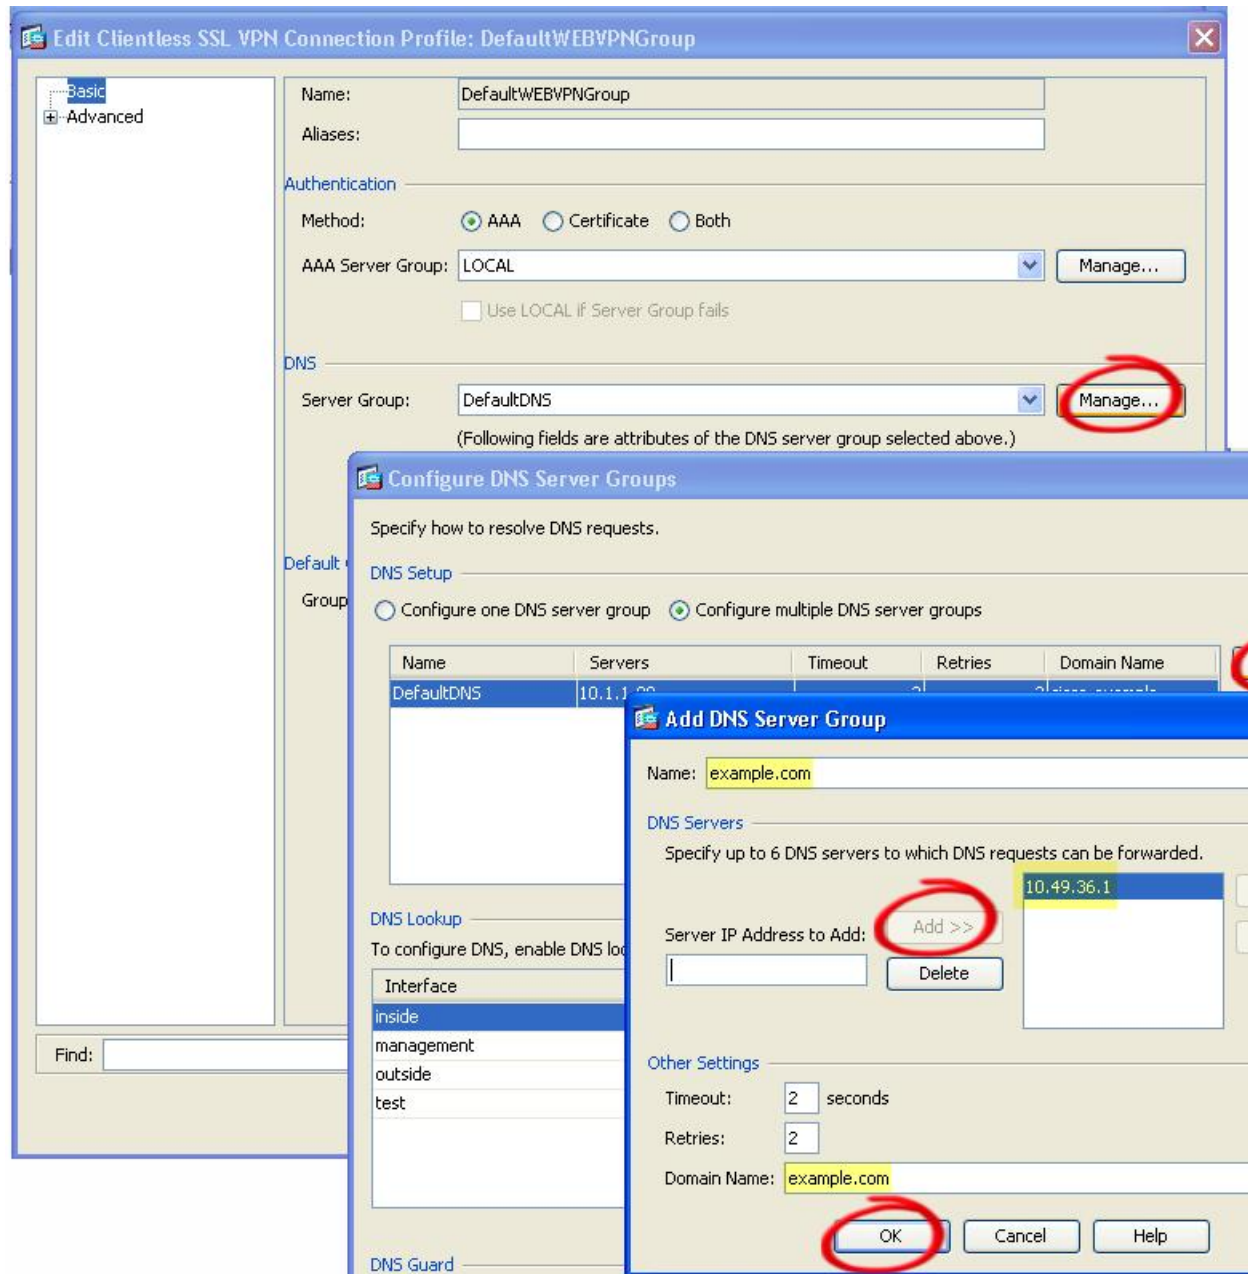 Edit Clientless SSL VPN Connection Profile: DefaultWEBVPNGroup
Basic
Advanced
Name: DefaultWEBVPNGroup
Aliases:
Authentication
Method: AAA Certificate Both
AAA Server Group: LOCAL Manage...
Use LOCAL if Server Group fails
DNS
Server Group: DefaultDNS Manage...
(Following fields are attributes of the DNS server group selected above.)
Default
Group
Find:
Configure DNS Server Groups
Specify how to resolve DNS requests.
DNS Setup
Configure one DNS server group Configure multiple DNS server groups
Name Servers Timeout Retries Domain Name
DefaultDNS
DNS Lookup
To configure DNS, enable DNS
Interface
inside
management
outside
test
DNS Guard
Add DNS Server Group
Name: example.com
DNS Servers
Specify up to 6 DNS servers to which DNS requests can be forwarded.
10.49.36.1
Server IP Address to Add: Add >>
Delete
Other Settings
Timeout: 2 seconds
Retries: 2
Domain Name: example.com
OK Cancel Help